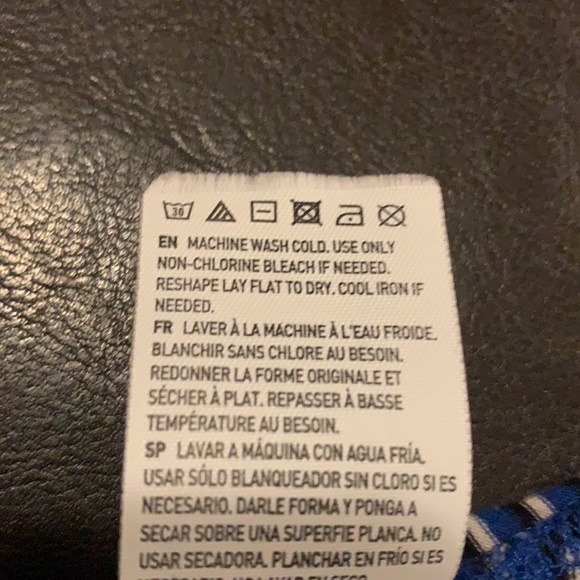 30
EN MACHINE WASH COLD. USE ONLY
NON-CHLORINE BLEACH IF NEEDED.
RESHAPE LAY FLAT TO DRY. COOL IRON IF
NEEDED.
FR LAVER À LA MACHINE À L'EAU FROIDE.
BLANCHIR SANS CHLORE AU BESOIN.
REDONNER LA FORME ORIGINALE ET
SÉCHER À PLAT. REPASSER À BASSE
TEMPÉRATURE AU BESOIN.
SP LAVAR A MÁQUINA CON AGUA FRÍA.
USAR SÓLO BLANQUEADOR SIN CLORO SI ES
NECESARIO. DARLE FORMA Y PONGA A
SECAR SOBRE UNA SUPERFIE PLANCA. NO
USAR SECADORA. PLANCHAR EN FRÍO SI ES